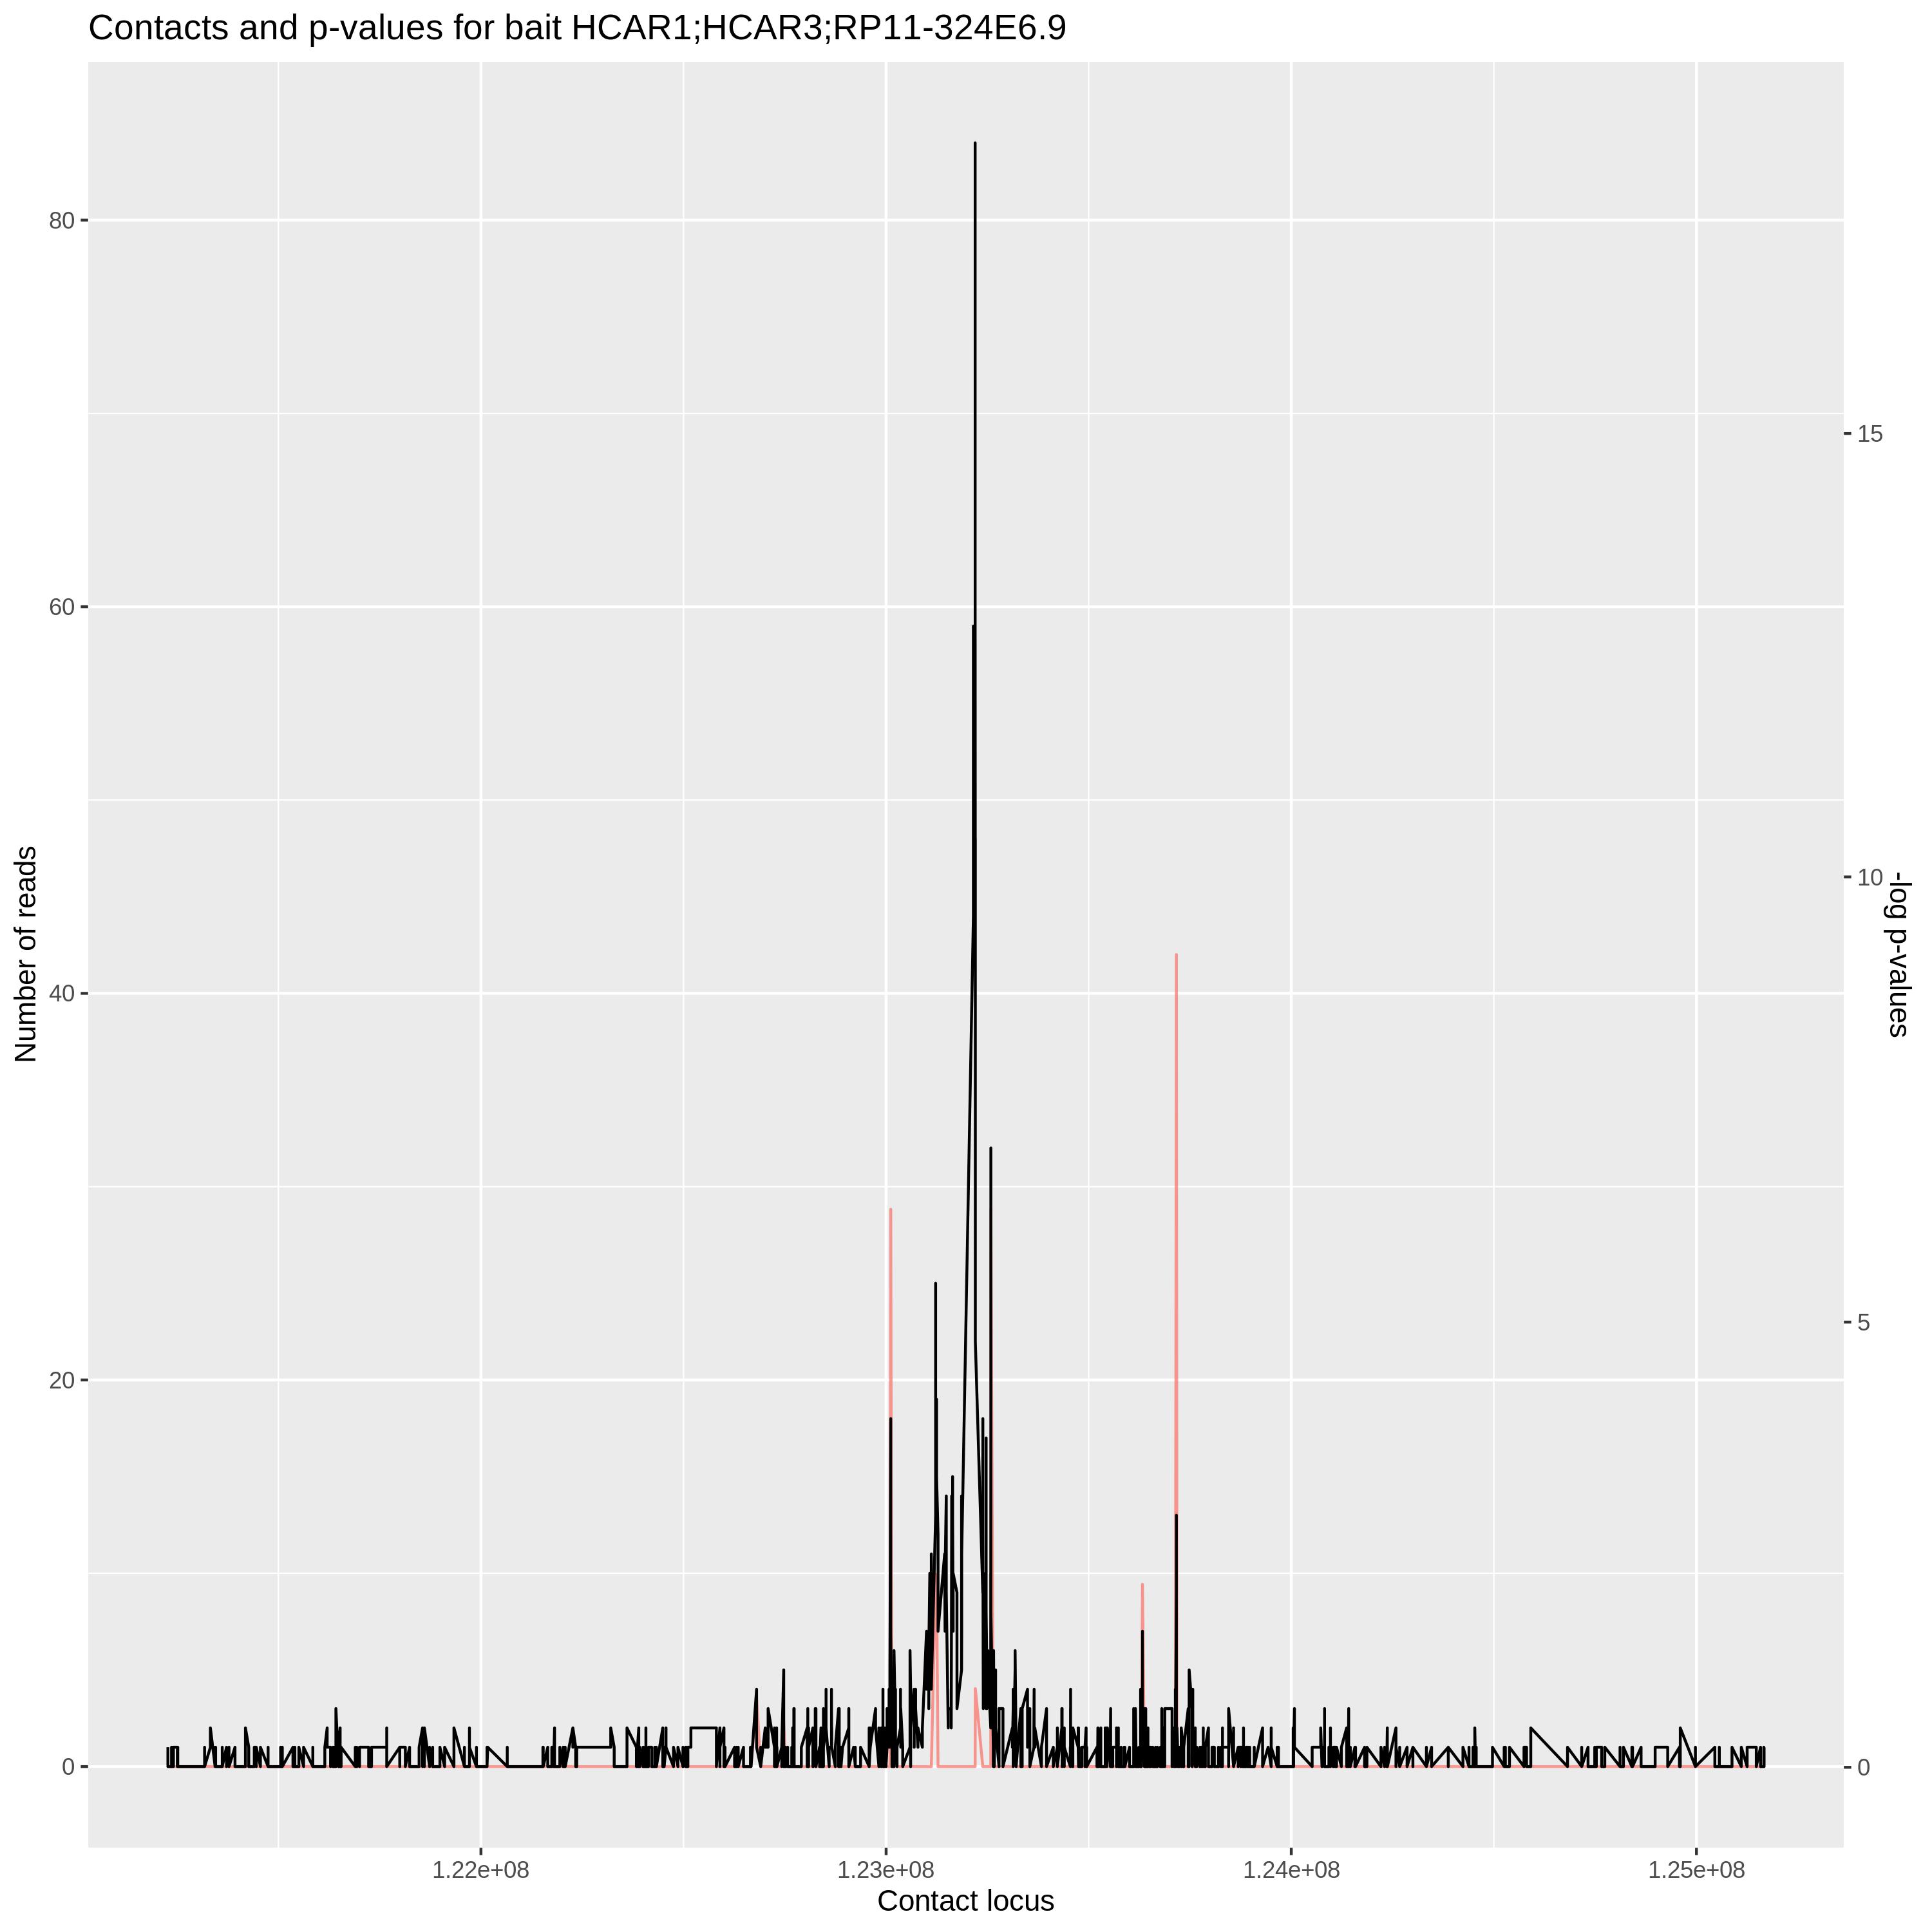 Contacts and p-values for bait HCAR1;HCAR3;RP11-324E6.9
80
60
40
20
0
Number of reads
15
10
5
0
-log p-values
1.22e+08
1.23e+08
1.24e+08
1.25e+08
Contact locus